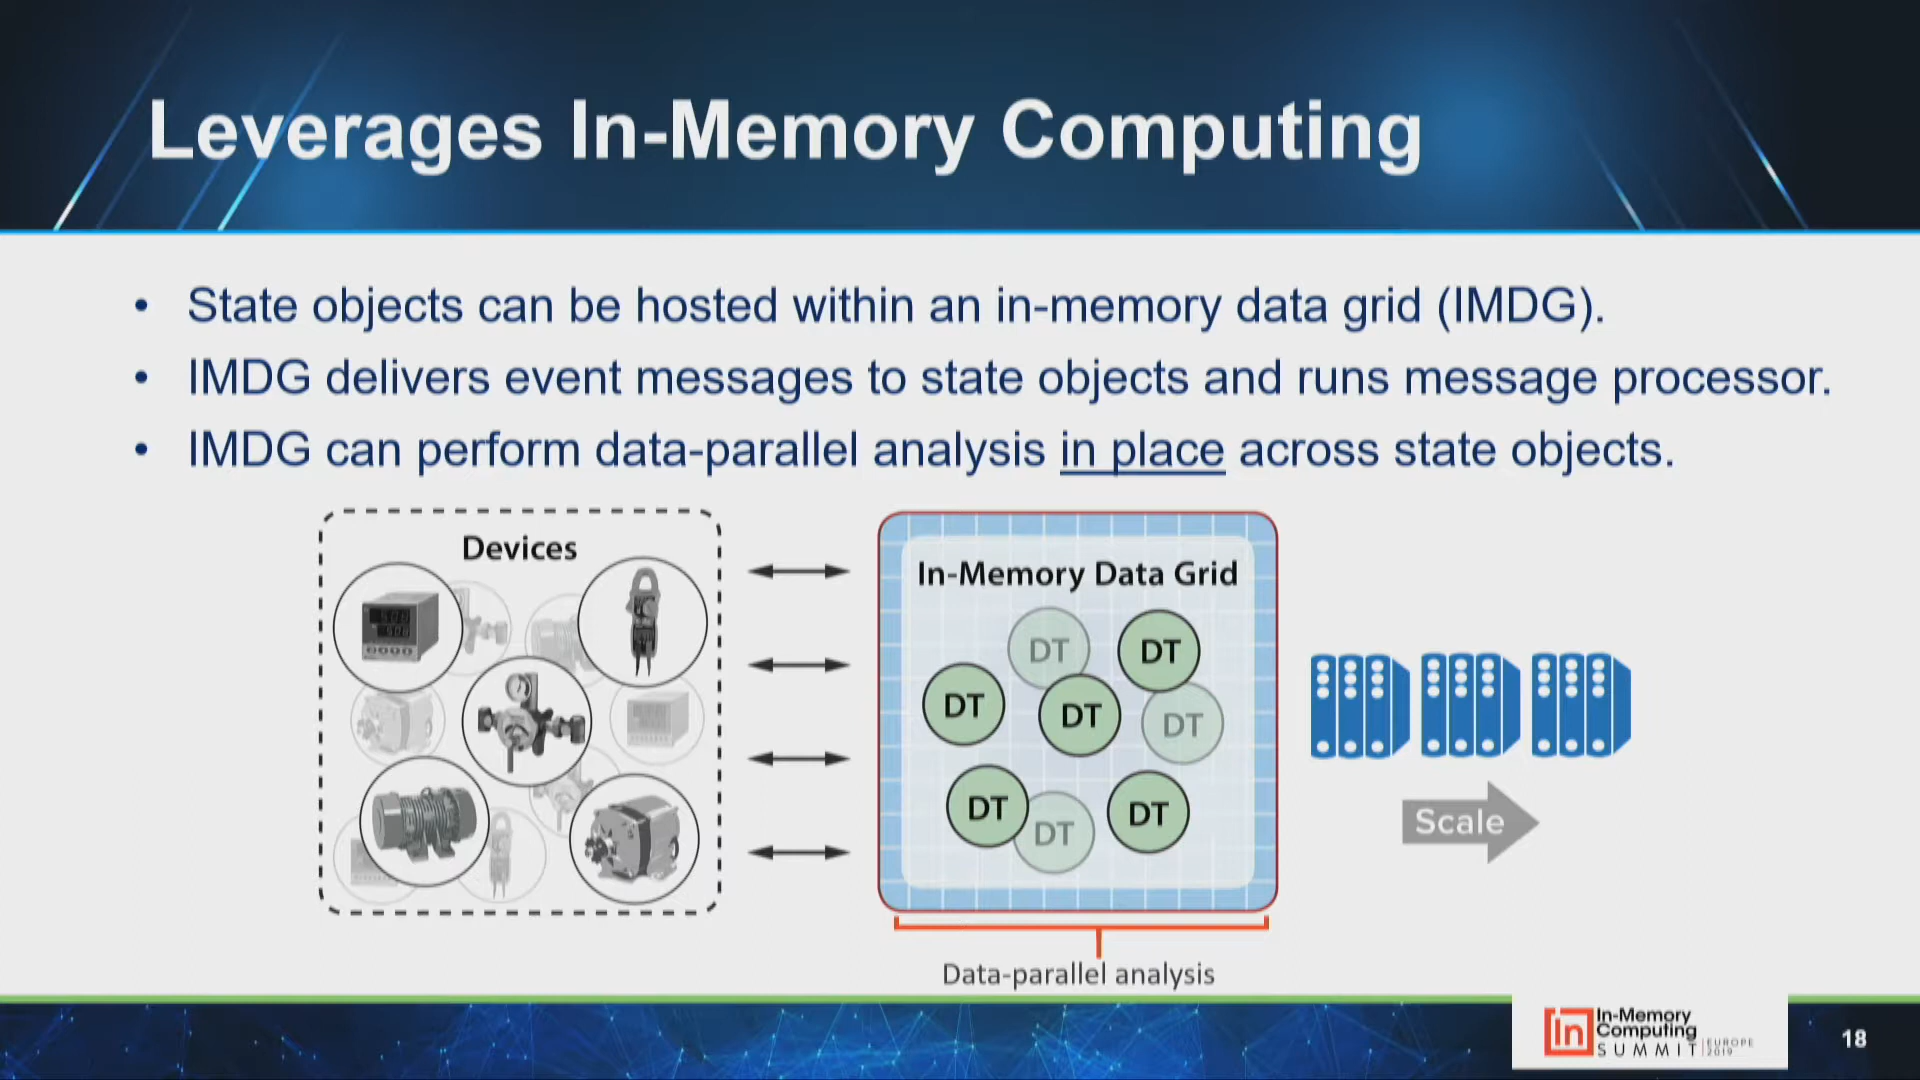 Leverages In-Memory Computing
• State objects can be hosted within an in-memory data grid (IMDG).
• IMDG delivers event messages to state objects and runs message processor.
• IMDG can perform data-parallel analysis in place across state objects.
Devices
In-Memory Data Grid
DT
DT
DT
DT
DT
DT
DT
DT
Scale
Data-parallel analysis
in
In-Memory
Computing
SUMMIT
EUROPE
2019
18